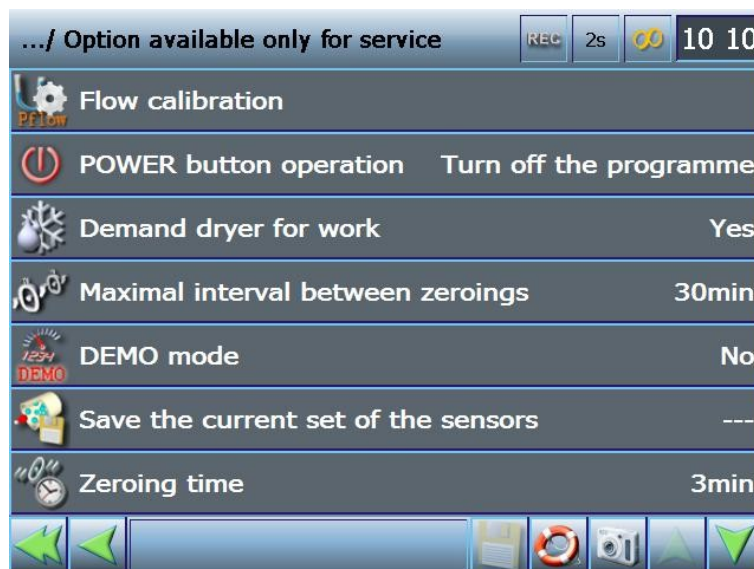 .../ Option available only for service REC 2s 10 10
Pflow Flow calibration
POWER button operation Turn off the programme
Demand dryer for work Yes
Maximal interval between zeroings 30min
1234 DEMO DEMO mode No
Save the current set of the sensors ---
"0" Zeroing time 3min